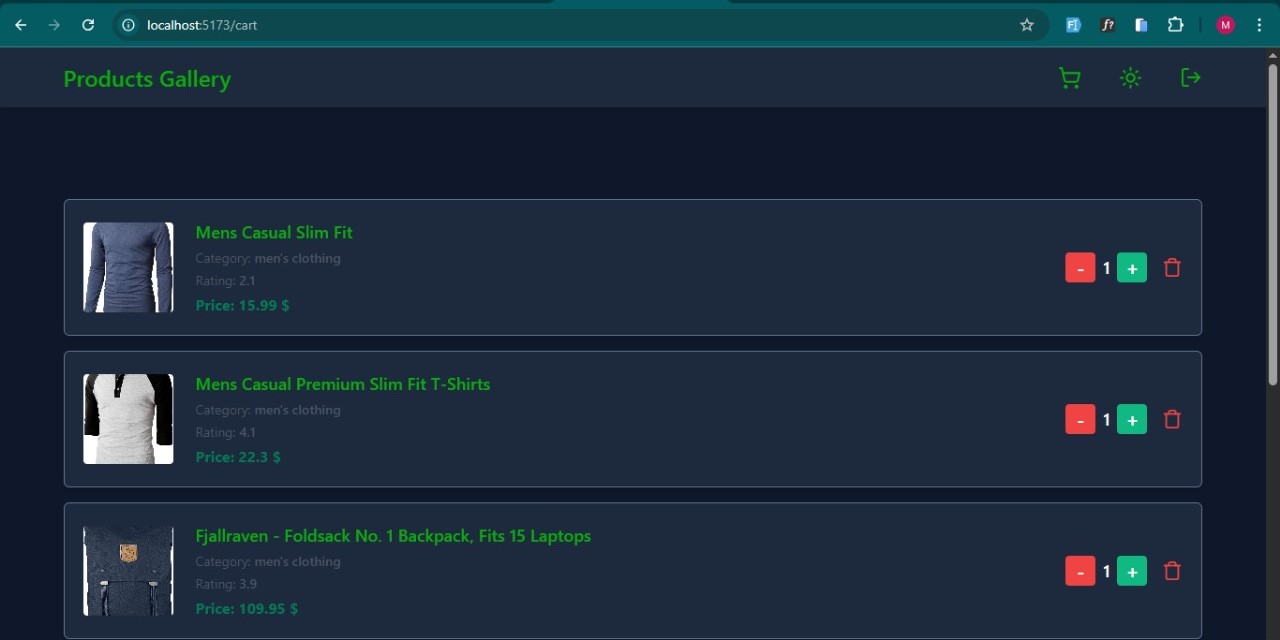 localhost:5173/cart
M
Products Gallery
Mens Casual Slim Fit
Category: men's clothing
Rating: 2.1
Price: 15.99 $
- 1 +
Mens Casual Premium Slim Fit T-Shirts
Category: men's clothing
Rating: 4.1
Price: 22.3 $
- 1 +
Fjallraven - Foldsack No. 1 Backpack, Fits 15 Laptops
Category: men's clothing
Rating: 3.9
Price: 109.95 $
- 1 +